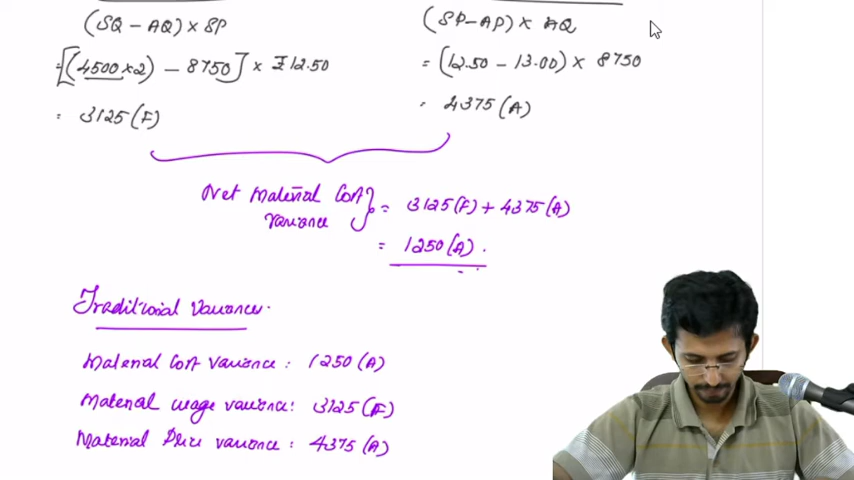 (SQ - AQ) × SP
= [(4500×2) - 8750] × ₹12.50
= 3125 (F)
(SP-AP) × AQ
= (12.50 - 13.00) × 8750
= 4375 (A)
Net Material Cost
Variance } = 3125(F) + 4375(A)
= 1250(A).
Traditional Variances.
Material Cost variance : 1250(A)
Material usage variance: 3125(F)
Material Price variance : 4375(A)